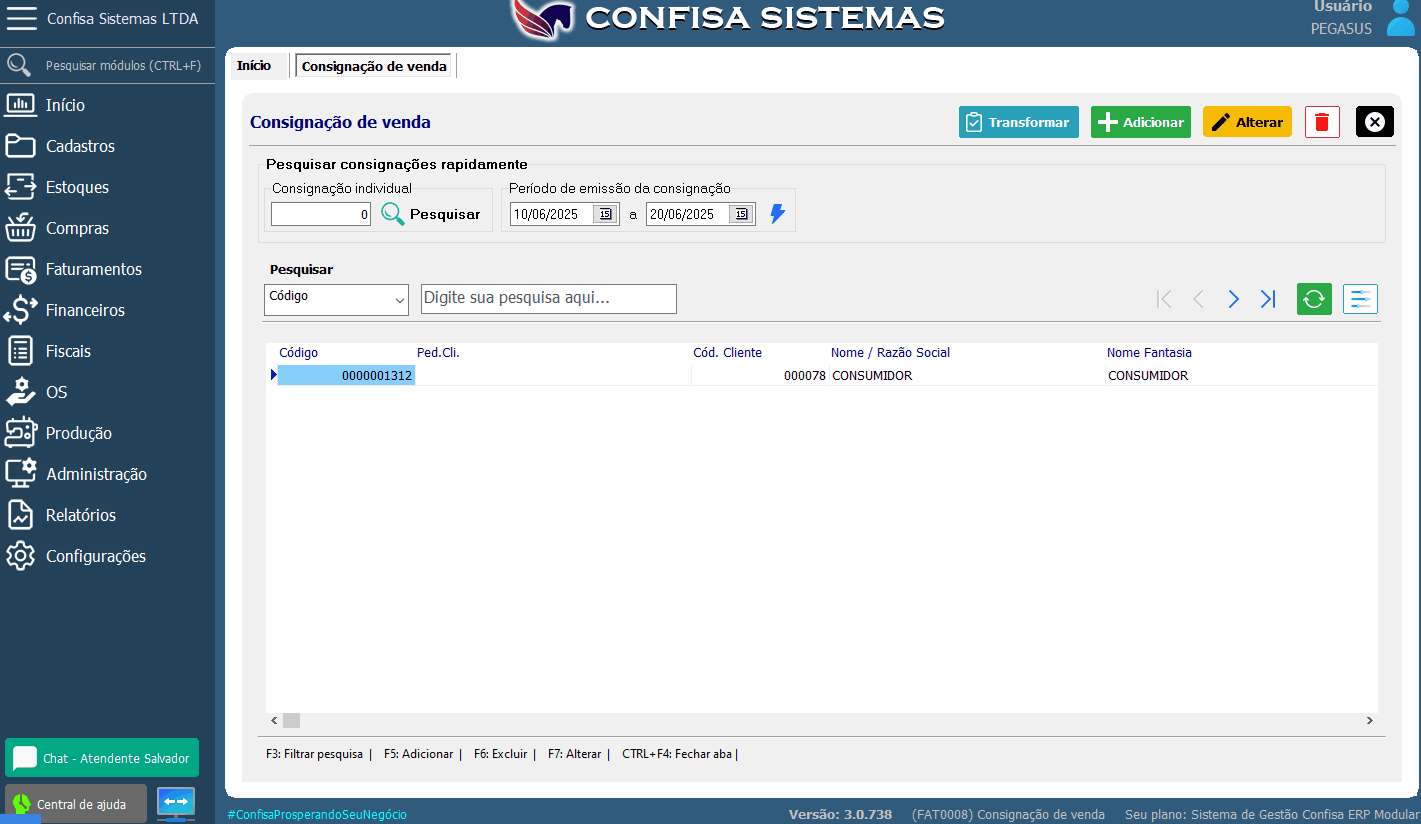 Confisa Sistemas LTDA
CONFISA SISTEMAS
Usuário
PEGASUS
Pesquisar módulos (CTRL+F)
Início
Cadastros
Estoques
Compras
Faturamentos
Financeiros
Fiscais
OS
Produção
Administração
Relatórios
Configurações
Chat - Atendente Salvador
Central de ajuda
Início
Consignação de venda
Consignação de venda
Transformar
Adicionar
Alterar
Pesquisar consignações rapidamente
Consignação individual
0
Pesquisar
Período de emissão da consignação
10/06/2025
15
a
20/06/2025
15
Pesquisar
Código
Digite sua pesquisa aqui...
Código Ped.Cli. Cód. Cliente Nome / Razão Social Nome Fantasia
0000001312 000078 CONSUMIDOR CONSUMIDOR
F3: Filtrar pesquisa | F5: Adicionar | F6: Excluir | F7: Alterar | CTRL+F4: Fechar aba |
#ConfisaProsperandoSeuNegócio
Versão: 3.0.738
(FAT0008) Consignação de venda
Seu plano: Sistema de Gestão Confisa ERP Modular